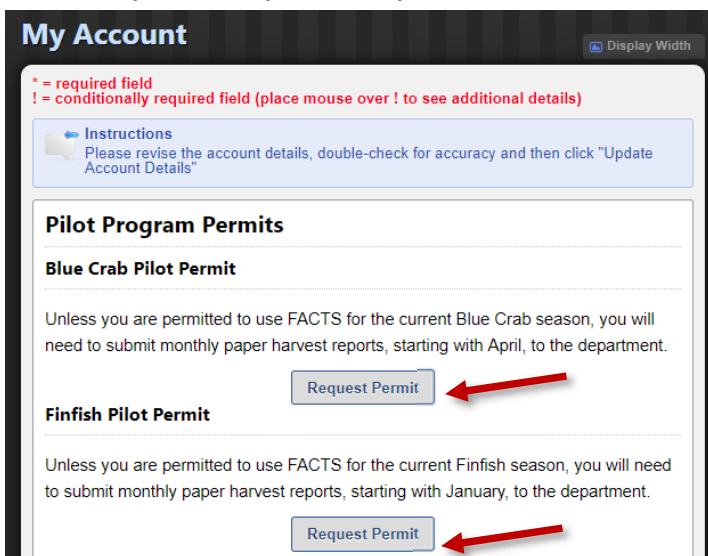 My Account
Display Width
* = required field
! = conditionally required field (place mouse over ! to see additional details)
Instructions
Please revise the account details, double-check for accuracy and then click "Update
Account Details"
Pilot Program Permits
Blue Crab Pilot Permit
Unless you are permitted to use FACTS for the current Blue Crab season, you will
need to submit monthly paper harvest reports, starting with April, to the department.
Request Permit
Finfish Pilot Permit
Unless you are permitted to use FACTS for the current Finfish season, you will need
to submit monthly paper harvest reports, starting with January, to the department.
Request Permit